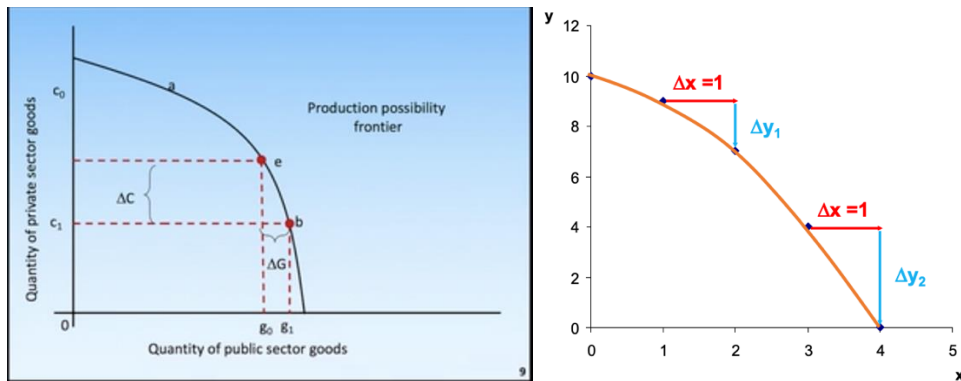 Quantity of private sector goods
c0
a
Production possibility
frontier
e
ΔC
c1
b
ΔG
0
g0 g1
Quantity of public sector goods
9
y
12
10
8
6
4
2
0
Δx =1
Δy1
Δx =1
Δy2
0 1 2 3 4 5
x